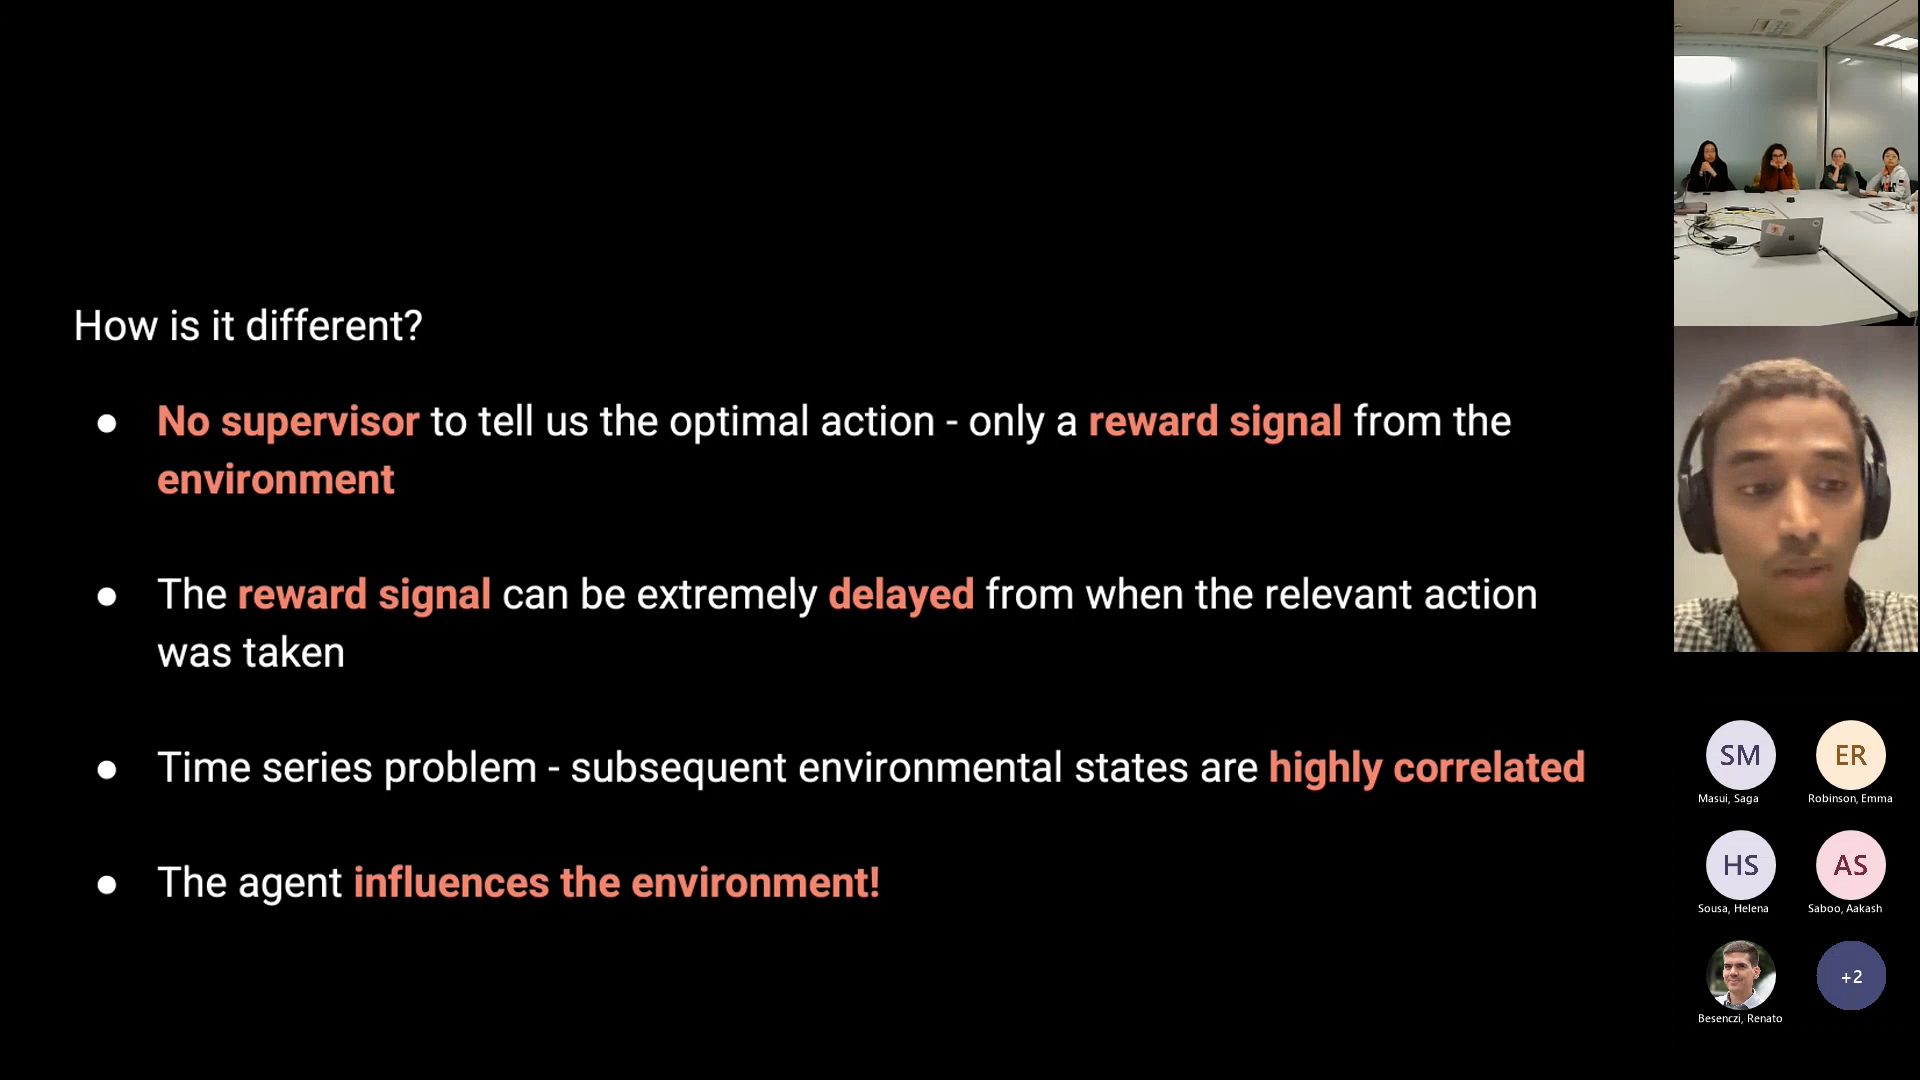 How is it different?
● No supervisor to tell us the optimal action - only a reward signal from the
environment
● The reward signal can be extremely delayed from when the relevant action
was taken
● Time series problem - subsequent environmental states are highly correlated
● The agent influences the environment!
SM
ER
Masui, Saga
Robinson, Emma
HS
AS
Sousa, Helena
Saboo, Aakash
+2
Besenczi, Renato